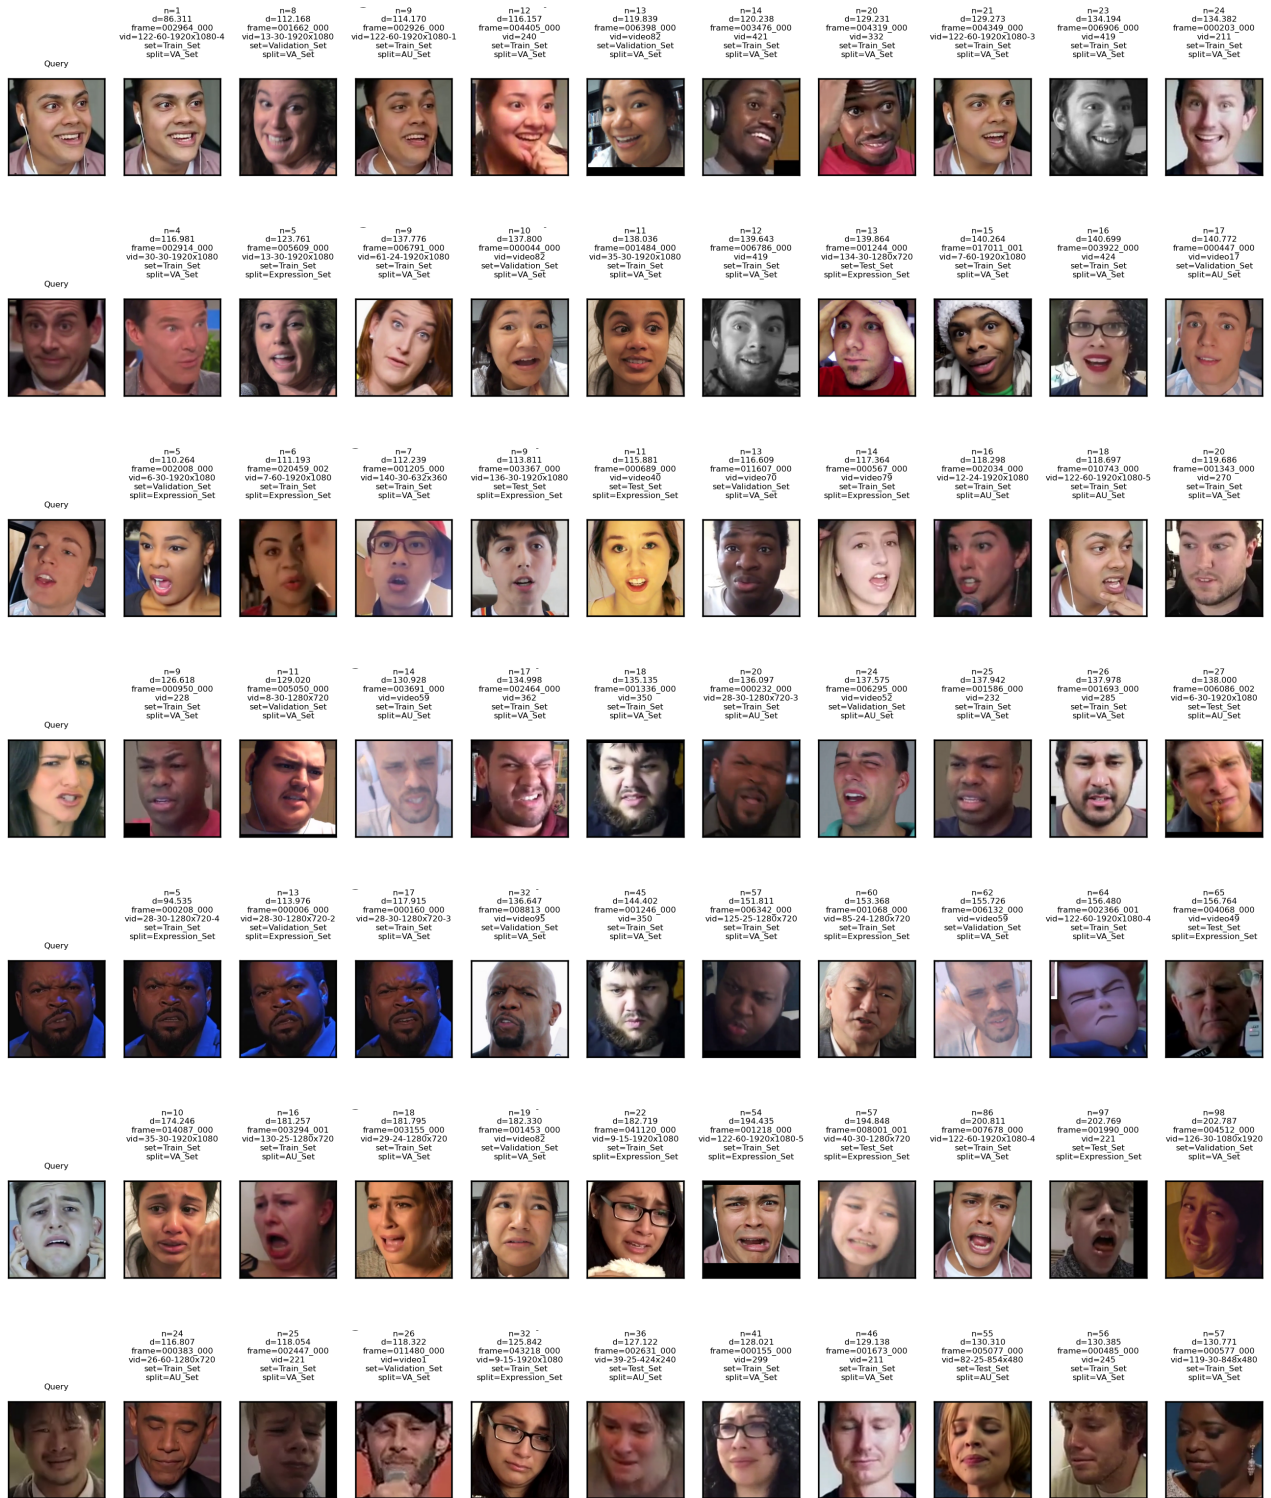 Query
n=1
d=86.311
frame=002964_000
vid=122-60-1920x1080-4
set=Train_Set
split=VA_Set
n=8
d=112.168
frame=001662_000
vid=13-30-1920x1080
set=Validation_Set
split=VA_Set
n=9
d=114.170
frame=002926_000
vid=122-60-1920x1080-1
set=Train_Set
split=AU_Set
n=12
d=116.157
frame=004405_000
vid=240
set=Train_Set
split=VA_Set
n=13
d=119.839
frame=006398_000
vid=video82
set=Validation_Set
split=VA_Set
n=14
d=120.238
frame=003476_000
vid=421
set=Train_Set
split=VA_Set
n=20
d=129.231
frame=004319_000
vid=332
set=Train_Set
split=VA_Set
n=21
d=129.273
frame=004349_000
vid=122-60-1920x1080-3
set=Train_Set
split=VA_Set
n=23
d=134.194
frame=006906_000
vid=419
set=Train_Set
split=VA_Set
n=24
d=134.382
frame=000203_000
vid=211
set=Train_Set
split=VA_Set
Query
n=4
d=116.981
frame=002914_000
vid=30-30-1920x1080
set=Train_Set
split=VA_Set
n=5
d=123.761
frame=005609_000
vid=13-30-1920x1080
set=Train_Set
split=Expression_Set
n=9
d=137.776
frame=006791_000
vid=61-24-1920x1080
set=Train_Set
split=VA_Set
n=10
d=137.800
frame=000044_000
vid=video82
set=Validation_Set
split=VA_Set
n=11
d=138.036
frame=001484_000
vid=35-30-1920x1080
set=Train_Set
split=VA_Set
n=12
d=139.643
frame=006786_000
vid=419
set=Train_Set
split=VA_Set
n=13
d=139.864
frame=001244_000
vid=134-30-1280x720
set=Test_Set
split=Expression_Set
n=15
d=140.264
frame=017011_001
vid=7-60-1920x1080
set=Train_Set
split=VA_Set
n=16
d=140.699
frame=003922_000
vid=424
set=Train_Set
split=VA_Set
n=17
d=140.772
frame=000447_000
vid=video17
set=Validation_Set
split=AU_Set
Query
n=5
d=110.264
frame=002008_000
vid=6-30-1920x1080
set=Validation_Set
split=Expression_Set
n=6
d=111.193
frame=020459_002
vid=7-60-1920x1080
set=Train_Set
split=Expression_Set
n=7
d=112.239
frame=001205_000
vid=140-30-632x360
set=Train_Set
split=VA_Set
n=9
d=113.811
frame=003367_000
vid=136-30-1920x1080
set=Test_Set
split=Expression_Set
n=11
d=115.881
frame=000689_000
vid=video40
set=Test_Set
split=Expression_Set
n=13
d=116.609
frame=011607_000
vid=video70
set=Validation_Set
split=VA_Set
n=14
d=117.364
frame=000567_000
vid=video79
set=Train_Set
split=Expression_Set
n=16
d=118.298
frame=002034_000
vid=12-24-1920x1080
set=Train_Set
split=AU_Set
n=18
d=118.697
frame=010743_000
vid=122-60-1920x1080-5
set=Train_Set
split=AU_Set
n=20
d=119.686
frame=001343_000
vid=270
set=Train_Set
split=VA_Set
Query
n=9
d=126.618
frame=000950_000
vid=228
set=Train_Set
split=VA_Set
n=11
d=129.020
frame=005050_000
vid=8-30-1280x720
set=Validation_Set
split=VA_Set
n=14
d=130.928
frame=003691_000
vid=video59
set=Train_Set
split=AU_Set
n=17
d=134.998
frame=002464_000
vid=362
set=Train_Set
split=VA_Set
n=18
d=135.135
frame=001336_000
vid=350
set=Train_Set
split=VA_Set
n=20
d=136.097
frame=000232_000
vid=28-30-1280x720-3
set=Train_Set
split=AU_Set
n=24
d=137.575
frame=006295_000
vid=video52
set=Validation_Set
split=AU_Set
n=25
d=137.942
frame=001586_000
vid=232
set=Train_Set
split=VA_Set
n=26
d=137.978
frame=001693_000
vid=285
set=Train_Set
split=VA_Set
n=27
d=138.000
frame=006086_002
vid=6-30-1920x1080
set=Test_Set
split=AU_Set
Query
n=5
d=94.535
frame=000208_000
vid=28-30-1280x720-4
set=Train_Set
split=Expression_Set
n=13
d=113.976
frame=000006_000
vid=28-30-1280x720-2
set=Validation_Set
split=Expression_Set
n=17
d=117.915
frame=000160_000
vid=28-30-1280x720-3
set=Train_Set
split=VA_Set
n=32
d=136.647
frame=008813_000
vid=video95
set=Validation_Set
split=VA_Set
n=45
d=144.402
frame=001246_000
vid=350
set=Train_Set
split=VA_Set
n=57
d=151.811
frame=006342_000
vid=125-25-1280x720
set=Train_Set
split=VA_Set
n=60
d=153.368
frame=001068_000
vid=85-24-1280x720
set=Train_Set
split=Expression_Set
n=62
d=155.726
frame=006132_000
vid=video59
set=Validation_Set
split=VA_Set
n=64
d=156.480
frame=002366_001
vid=122-60-1920x1080-4
set=Train_Set
split=VA_Set
n=65
d=156.764
frame=004068_000
vid=video49
set=Test_Set
split=Expression_Set
Query
n=10
d=174.246
frame=014087_000
vid=35-30-1920x1080
set=Train_Set
split=VA_Set
n=16
d=181.257
frame=003294_001
vid=130-25-1280x720
set=Train_Set
split=AU_Set
n=18
d=181.795
frame=003155_000
vid=29-24-1280x720
set=Train_Set
split=VA_Set
n=19
d=182.330
frame=001453_000
vid=video82
set=Validation_Set
split=VA_Set
n=22
d=182.719
frame=041120_000
vid=9-15-1920x1080
set=Train_Set
split=Expression_Set
n=54
d=194.435
frame=001218_000
vid=122-60-1920x1080-5
set=Train_Set
split=Expression_Set
n=57
d=194.848
frame=008001_001
vid=40-30-1280x720
set=Test_Set
split=Expression_Set
n=86
d=200.811
frame=007678_000
vid=122-60-1920x1080-4
set=Train_Set
split=VA_Set
n=97
d=202.769
frame=001990_000
vid=221
set=Test_Set
split=Expression_Set
n=98
d=202.787
frame=004512_000
vid=126-30-1080x1920
set=Validation_Set
split=VA_Set
Query
n=24
d=116.807
frame=000383_000
vid=26-60-1280x720
set=Train_Set
split=AU_Set
n=25
d=118.054
frame=002447_000
vid=221
set=Train_Set
split=VA_Set
n=26
d=118.322
frame=011480_000
vid=video1
set=Validation_Set
split=VA_Set
n=32
d=125.842
frame=043218_000
vid=9-15-1920x1080
set=Train_Set
split=Expression_Set
n=36
d=127.122
frame=002631_000
vid=39-25-424x240
set=Test_Set
split=AU_Set
n=41
d=128.021
frame=000155_000
vid=299
set=Train_Set
split=VA_Set
n=46
d=129.138
frame=001673_000
vid=211
set=Train_Set
split=VA_Set
n=55
d=130.310
frame=005077_000
vid=82-25-854x480
set=Test_Set
split=AU_Set
n=56
d=130.385
frame=000485_000
vid=245
set=Train_Set
split=VA_Set
n=57
d=130.771
frame=000577_000
vid=119-30-848x480
set=Train_Set
split=VA_Set